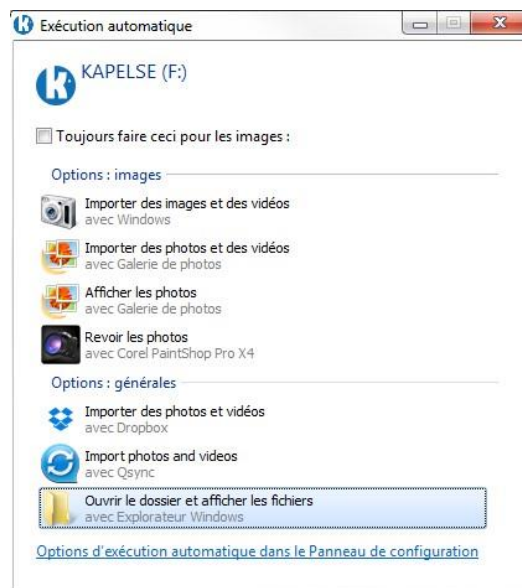 Exécution automatique
KAPELSE (F:)
Toujours faire ceci pour les images :
Options : images
Importer des images et des vidéos
avec Windows
Importer des photos et des vidéos
avec Galerie de photos
Afficher les photos
avec Galerie de photos
Revoir les photos
avec Corel PaintShop Pro X4
Options : générales
Importer des photos et vidéos
avec Dropbox
Import photos and videos
avec Qsync
Ouvrir le dossier et afficher les fichiers
avec Explorateur Windows
Options d'exécution automatique dans le Panneau de configuration